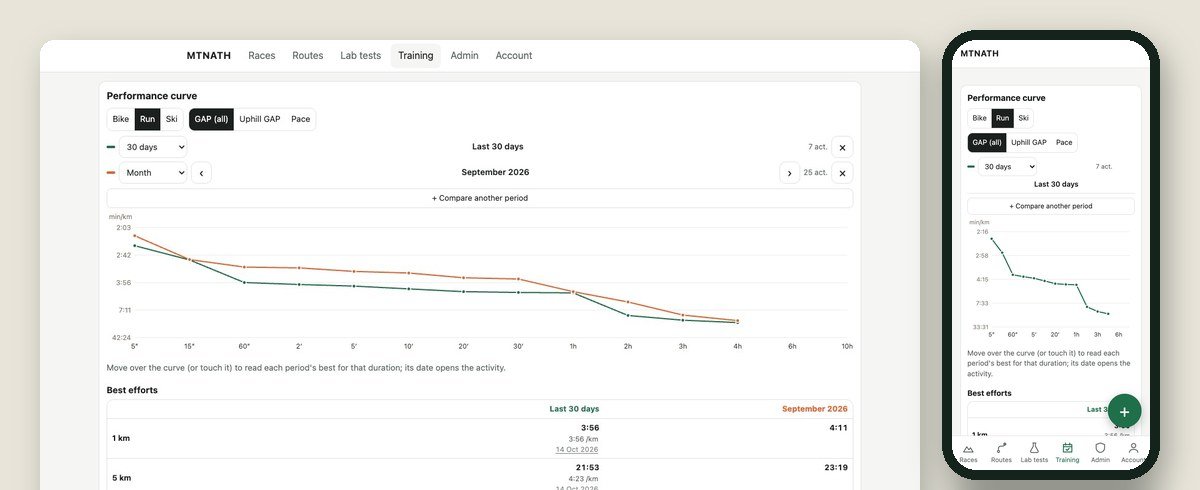 MTNATH Races Routes Lab tests Training Admin Account
Performance curve
Bike Run Ski GAP (all) Uphill GAP Pace
30 days Last 30 days 7 act. ×
Month ‹ September 2026 › 25 act. ×
+ Compare another period
min/km
2:03
2:42
3:56
7:11
42:24
5" 15" 60" 2' 5' 10' 20' 30' 1h 2h 3h 4h 6h 10h
Move over the curve (or touch it) to read each period's best for that duration; its date opens the activity.
Best efforts
Last 30 days September 2026
1 km 3:56 4:11
3:56 /km
14 Oct 2026
5 km 21:53 23:19
4:23 /km
14 Oct 2026
MTNATH
Performance curve
Bike Run Ski
GAP (all) Uphill GAP Pace
30 days 7 act.
Last 30 days
+ Compare another period
min/km
2:16
2:58
4:15
7:33
33:31
5" 60" 5' 20' 1h 3h 6h
Move over the curve (or touch it) to read
each period's best for that duration; its date opens the
activity.
Best efforts
Last 3
+
1 km
Races Routes Lab tests Training Admin Account